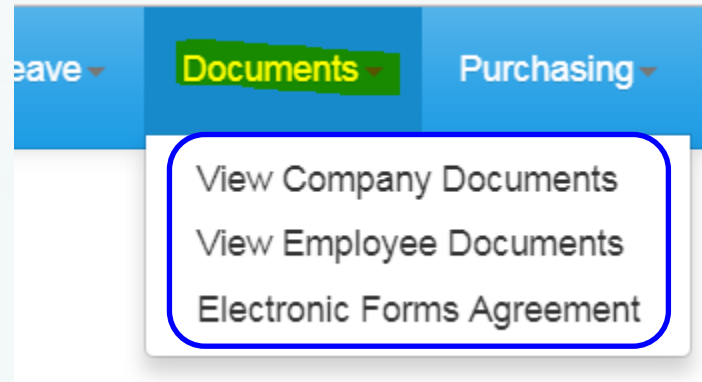 eave Documents Purchasing
View Company Documents
View Employee Documents
Electronic Forms Agreement